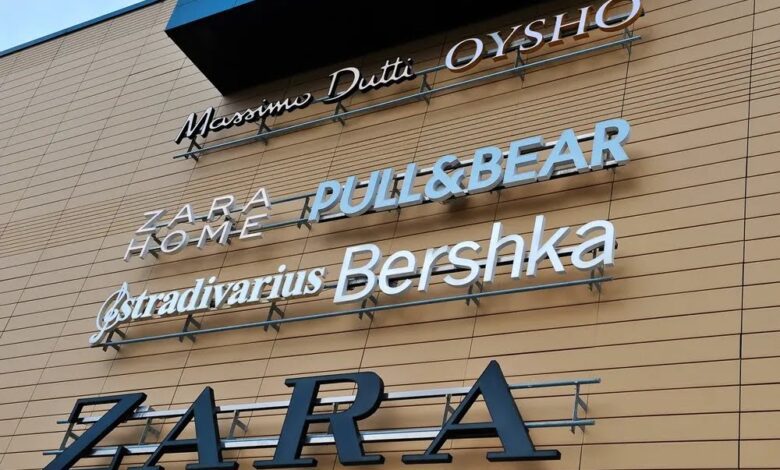 Massimo Dutti OYSHO
ZARA HOME PULL&BEAR
Stradivarius Bershka
ZARA